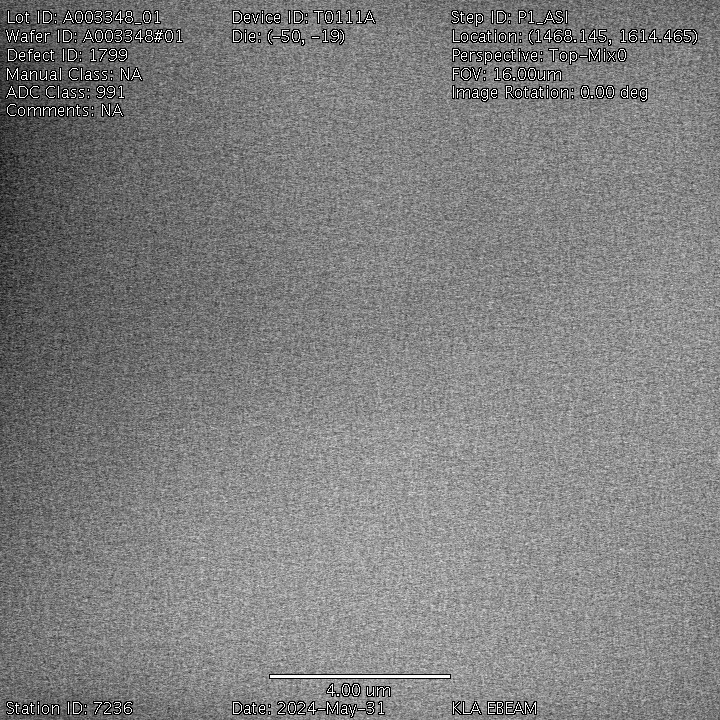 Lot ID: A003348_01
Wafer ID: A003348#01
Defect ID: 1799
Manual Class: NA
ADC Class: 991
Comments: NA
Device ID: T0111A
Die: (-50, -19)
Step ID: P1_ASI
Location: (1468.145, 1614.465)
Perspective: Top-Mix0
FOV: 16.00um
Image Rotation: 0.00 deg
4.00 um
Station ID: 7236
Date: 2024-May-31
KLA EBEAM